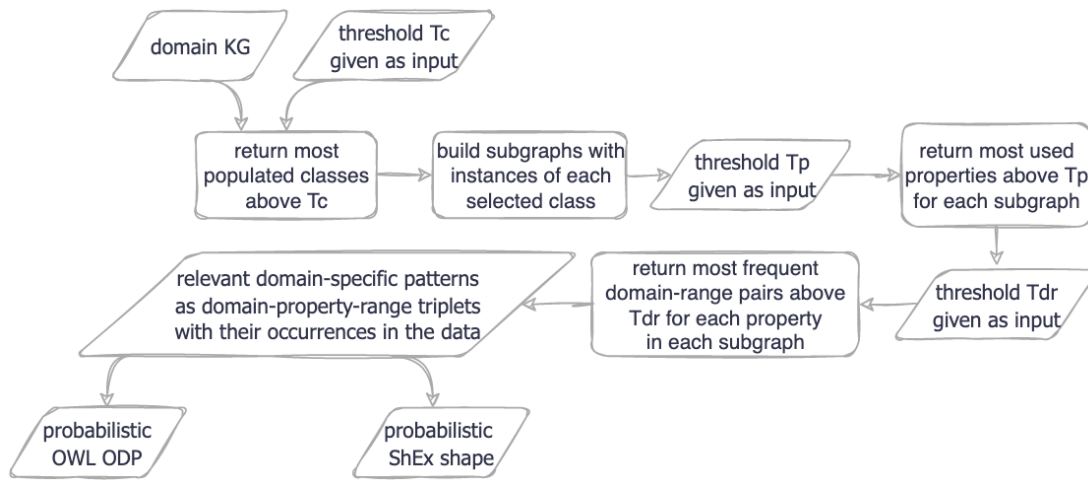 domain KG
threshold Tc
given as input
return most
populated classes
above Tc
build subgraphs with
instances of each
selected class
threshold Tp
given as input
return most used
properties above Tp
for each subgraph
threshold Tdr
given as input
return most frequent
domain-range pairs above
Tdr for each property
in each subgraph
relevant domain-specific patterns
as domain-property-range triplets
with their occurrences in the data
probabilistic
OWL ODP
probabilistic
ShEx shape